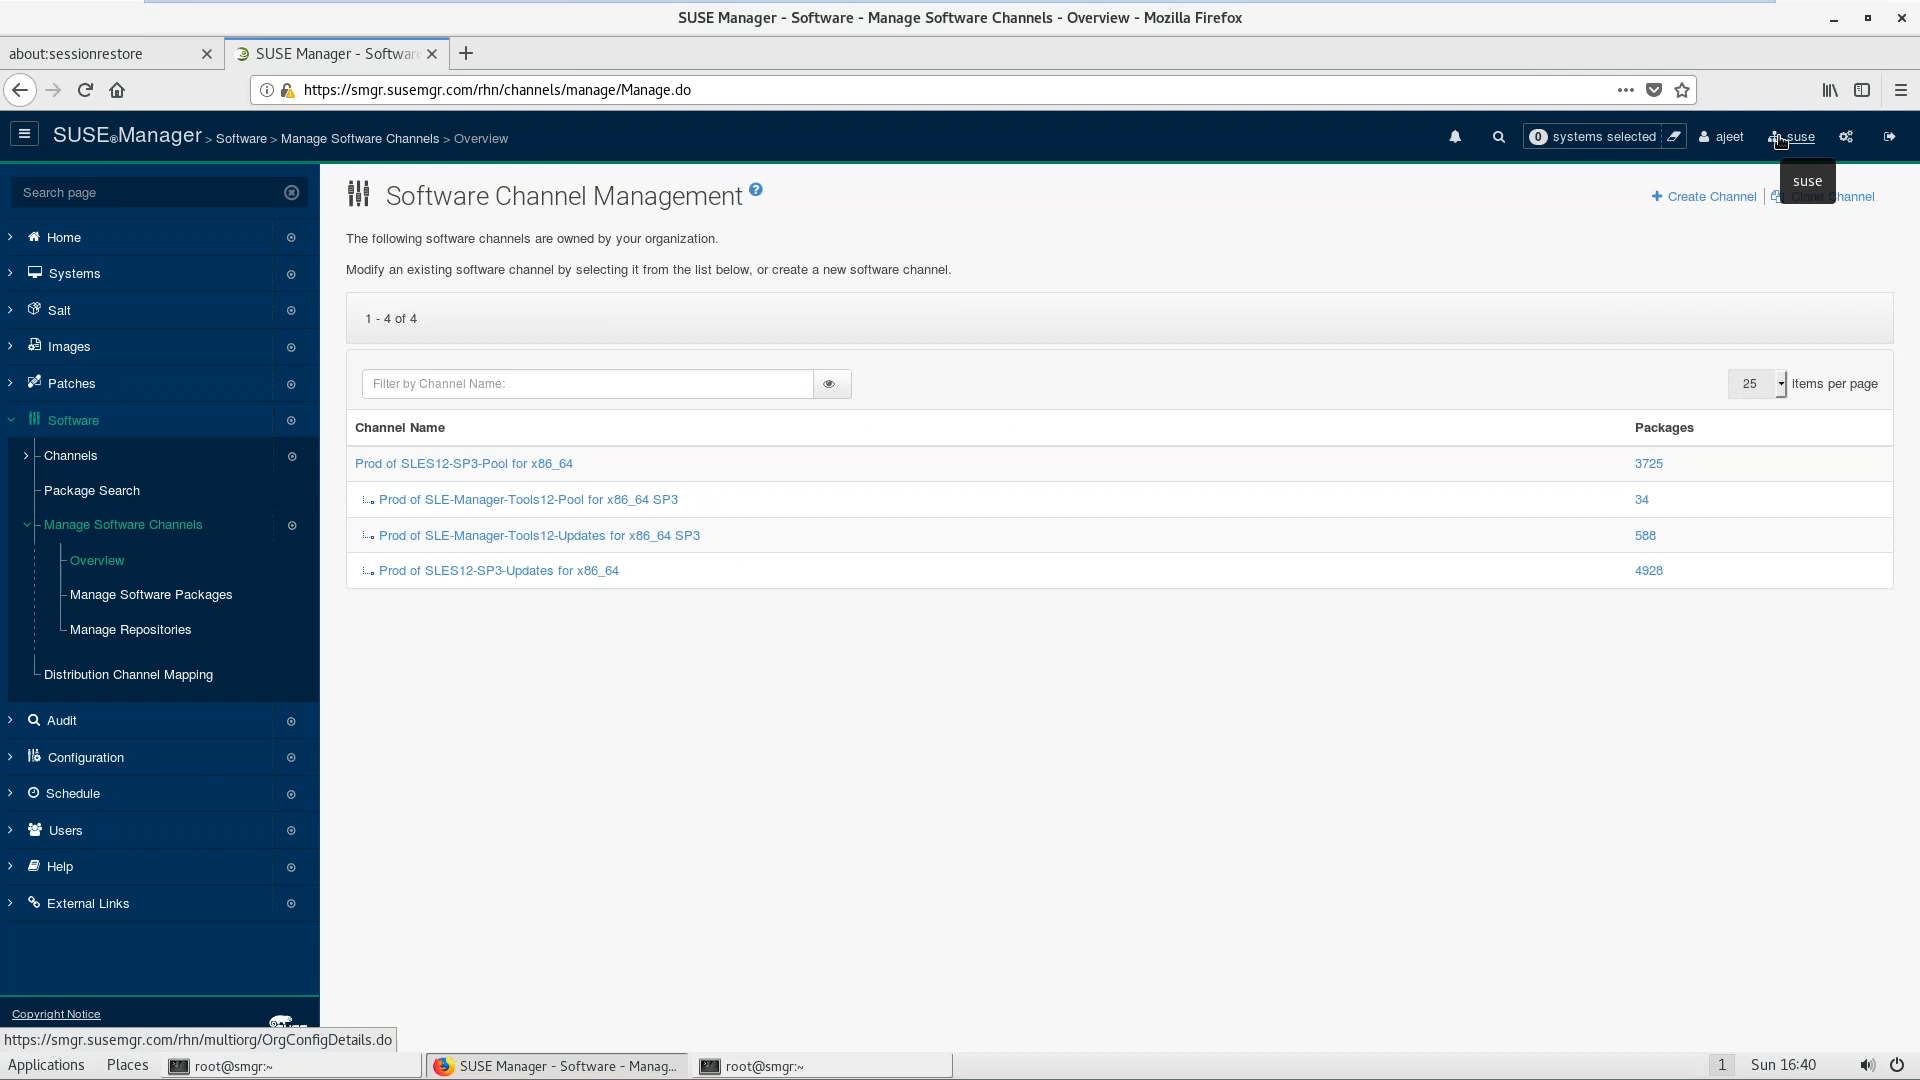 SUSE Manager - Software - Manage Software Channels - Overview - Mozilla Firefox
about:sessionrestore
SUSE Manager - Software
https://smgr.susemgr.com/rhn/channels/manage/Manage.do
SUSE Manager > Software > Manage Software Channels > Overview
0 systems selected
ajeet
suse
suse
Search page
Home
Systems
Salt
Images
Patches
Software
Channels
Package Search
Manage Software Channels
Overview
Manage Software Packages
Manage Repositories
Distribution Channel Mapping
Audit
Configuration
Schedule
Users
Help
External Links
Copyright Notice
Software Channel Management
Create Channel | Clone Channel
The following software channels are owned by your organization.
Modify an existing software channel by selecting it from the list below, or create a new software channel.
1 - 4 of 4
Filter by Channel Name:
25 items per page
Channel Name Packages
Prod of SLES12-SP3-Pool for x86_64 3725
Prod of SLE-Manager-Tools12-Pool for x86_64 SP3 34
Prod of SLE-Manager-Tools12-Updates for x86_64 SP3 588
Prod of SLES12-SP3-Updates for x86_64 4928
https://smgr.susemgr.com/rhn/multiorg/OrgConfigDetails.do
Applications Places root@smgr:~ SUSE Manager - Software - Manag... root@smgr:~ 1 Sun 16:40